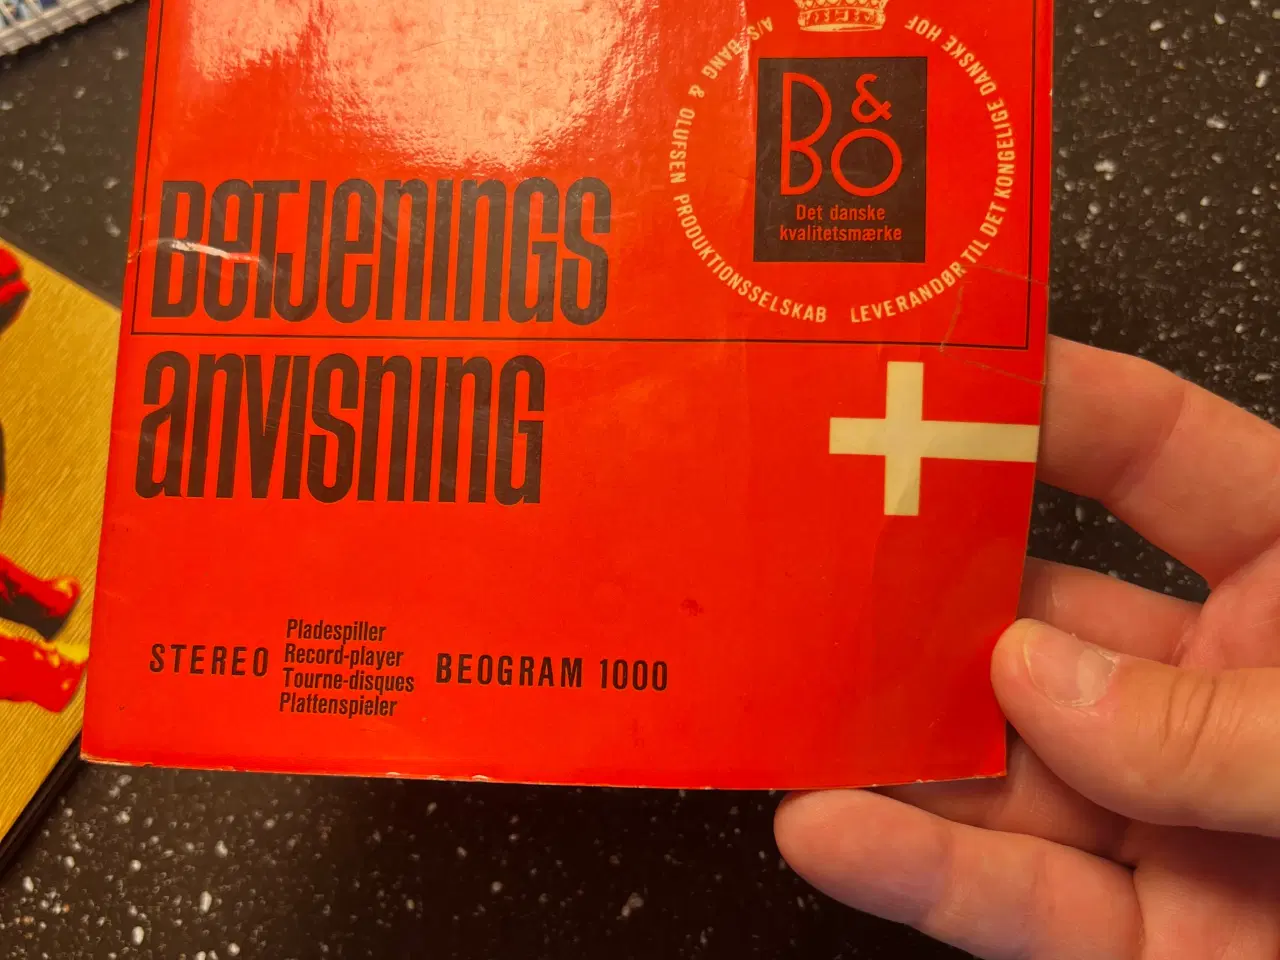 A/S BANG & OLUFSEN PRODUKTIONSSELSKAB LEVERANDØR TIL DET KONGELIGE DANSKE HOF
B&O
Det danske
kvalitetsmærke
BeTJeNINGS
aNVISNING
STEREO
Pladespiller
Record-player
Tourne-disques
Plattenspieler
BEOGRAM 1000